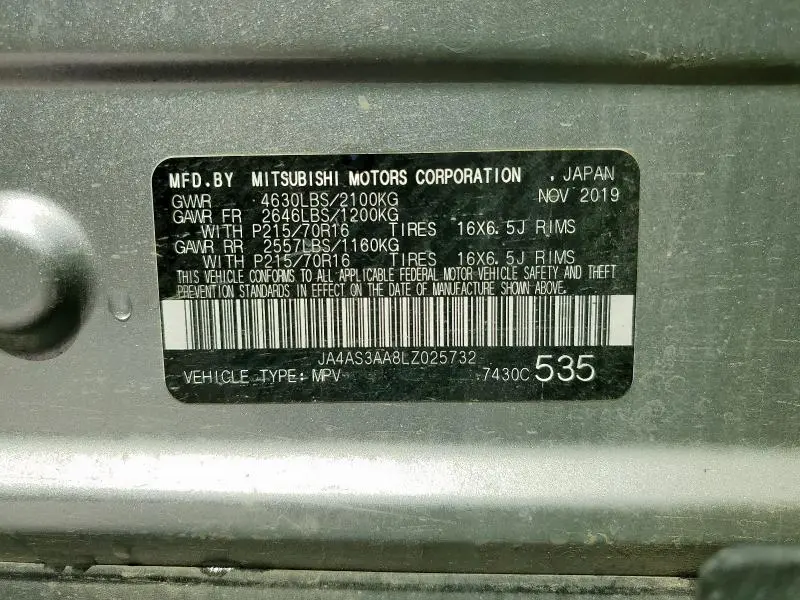 MFD.BY MITSUBISHI MOTORS CORPORATION . JAPAN
GVWR 4630LBS/2100KG NOV 2019
GAWR FR 2646LBS/1200KG
WITH P215/70R16 TIRES 16X6.5J RIMS
GAWR RR 2557LBS/1160KG
WITH P215/70R16 TIRES 16X6.5J RIMS
THIS VEHICLE CONFORMS TO ALL APPLICABLE FEDERAL MOTOR VEHICLE SAFETY AND THEFT
PREVENTION STANDARDS IN EFFECT ON THE DATE OF MANUFACTURE SHOWN ABOVE.
JA4AS3AA8LZ025732
VEHICLE TYPE: MPV 7430C 535